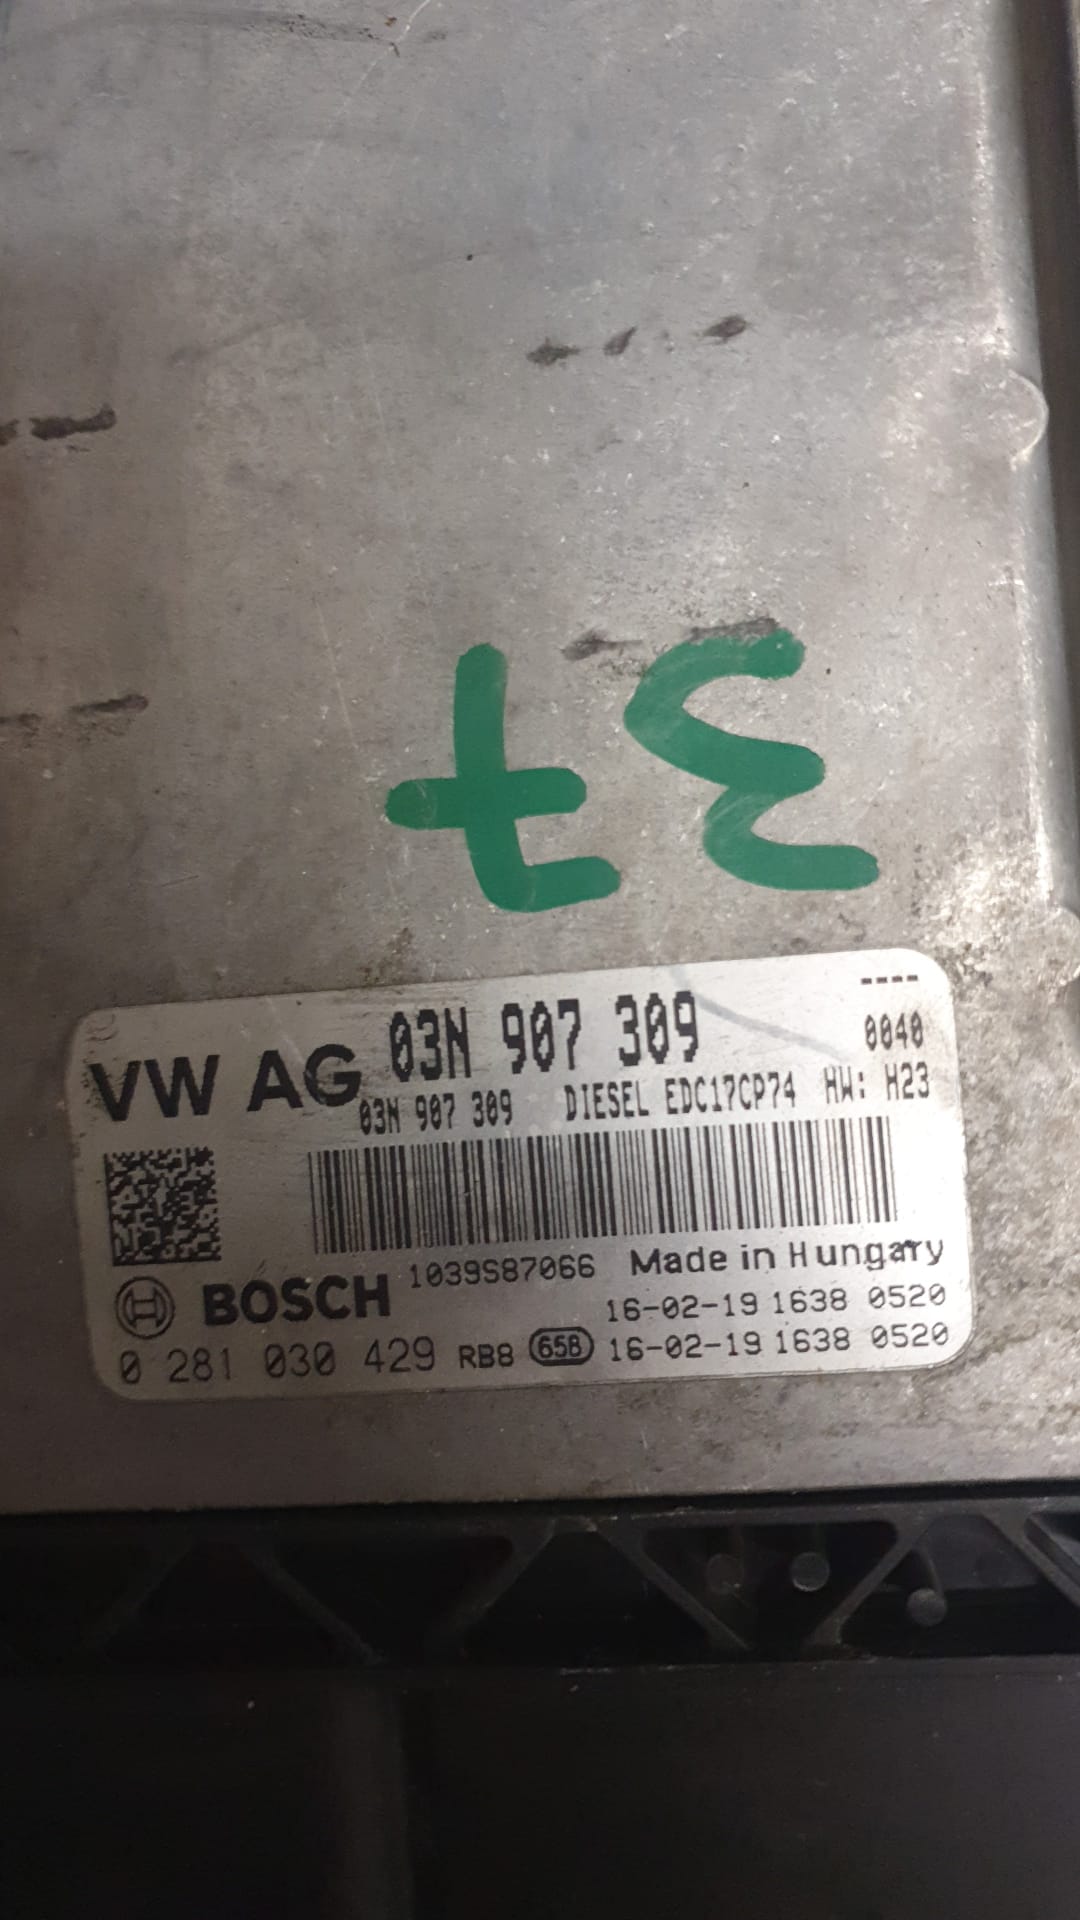 37
----
VW AG 03N 907 309 0040
03N 907 309 DIESEL EDC17CP74 HW: H23
1039S87066 Made in Hungary
BOSCH 16-02-19 1638 0520
0 281 030 429 RB8 65B 16-02-19 1638 0520